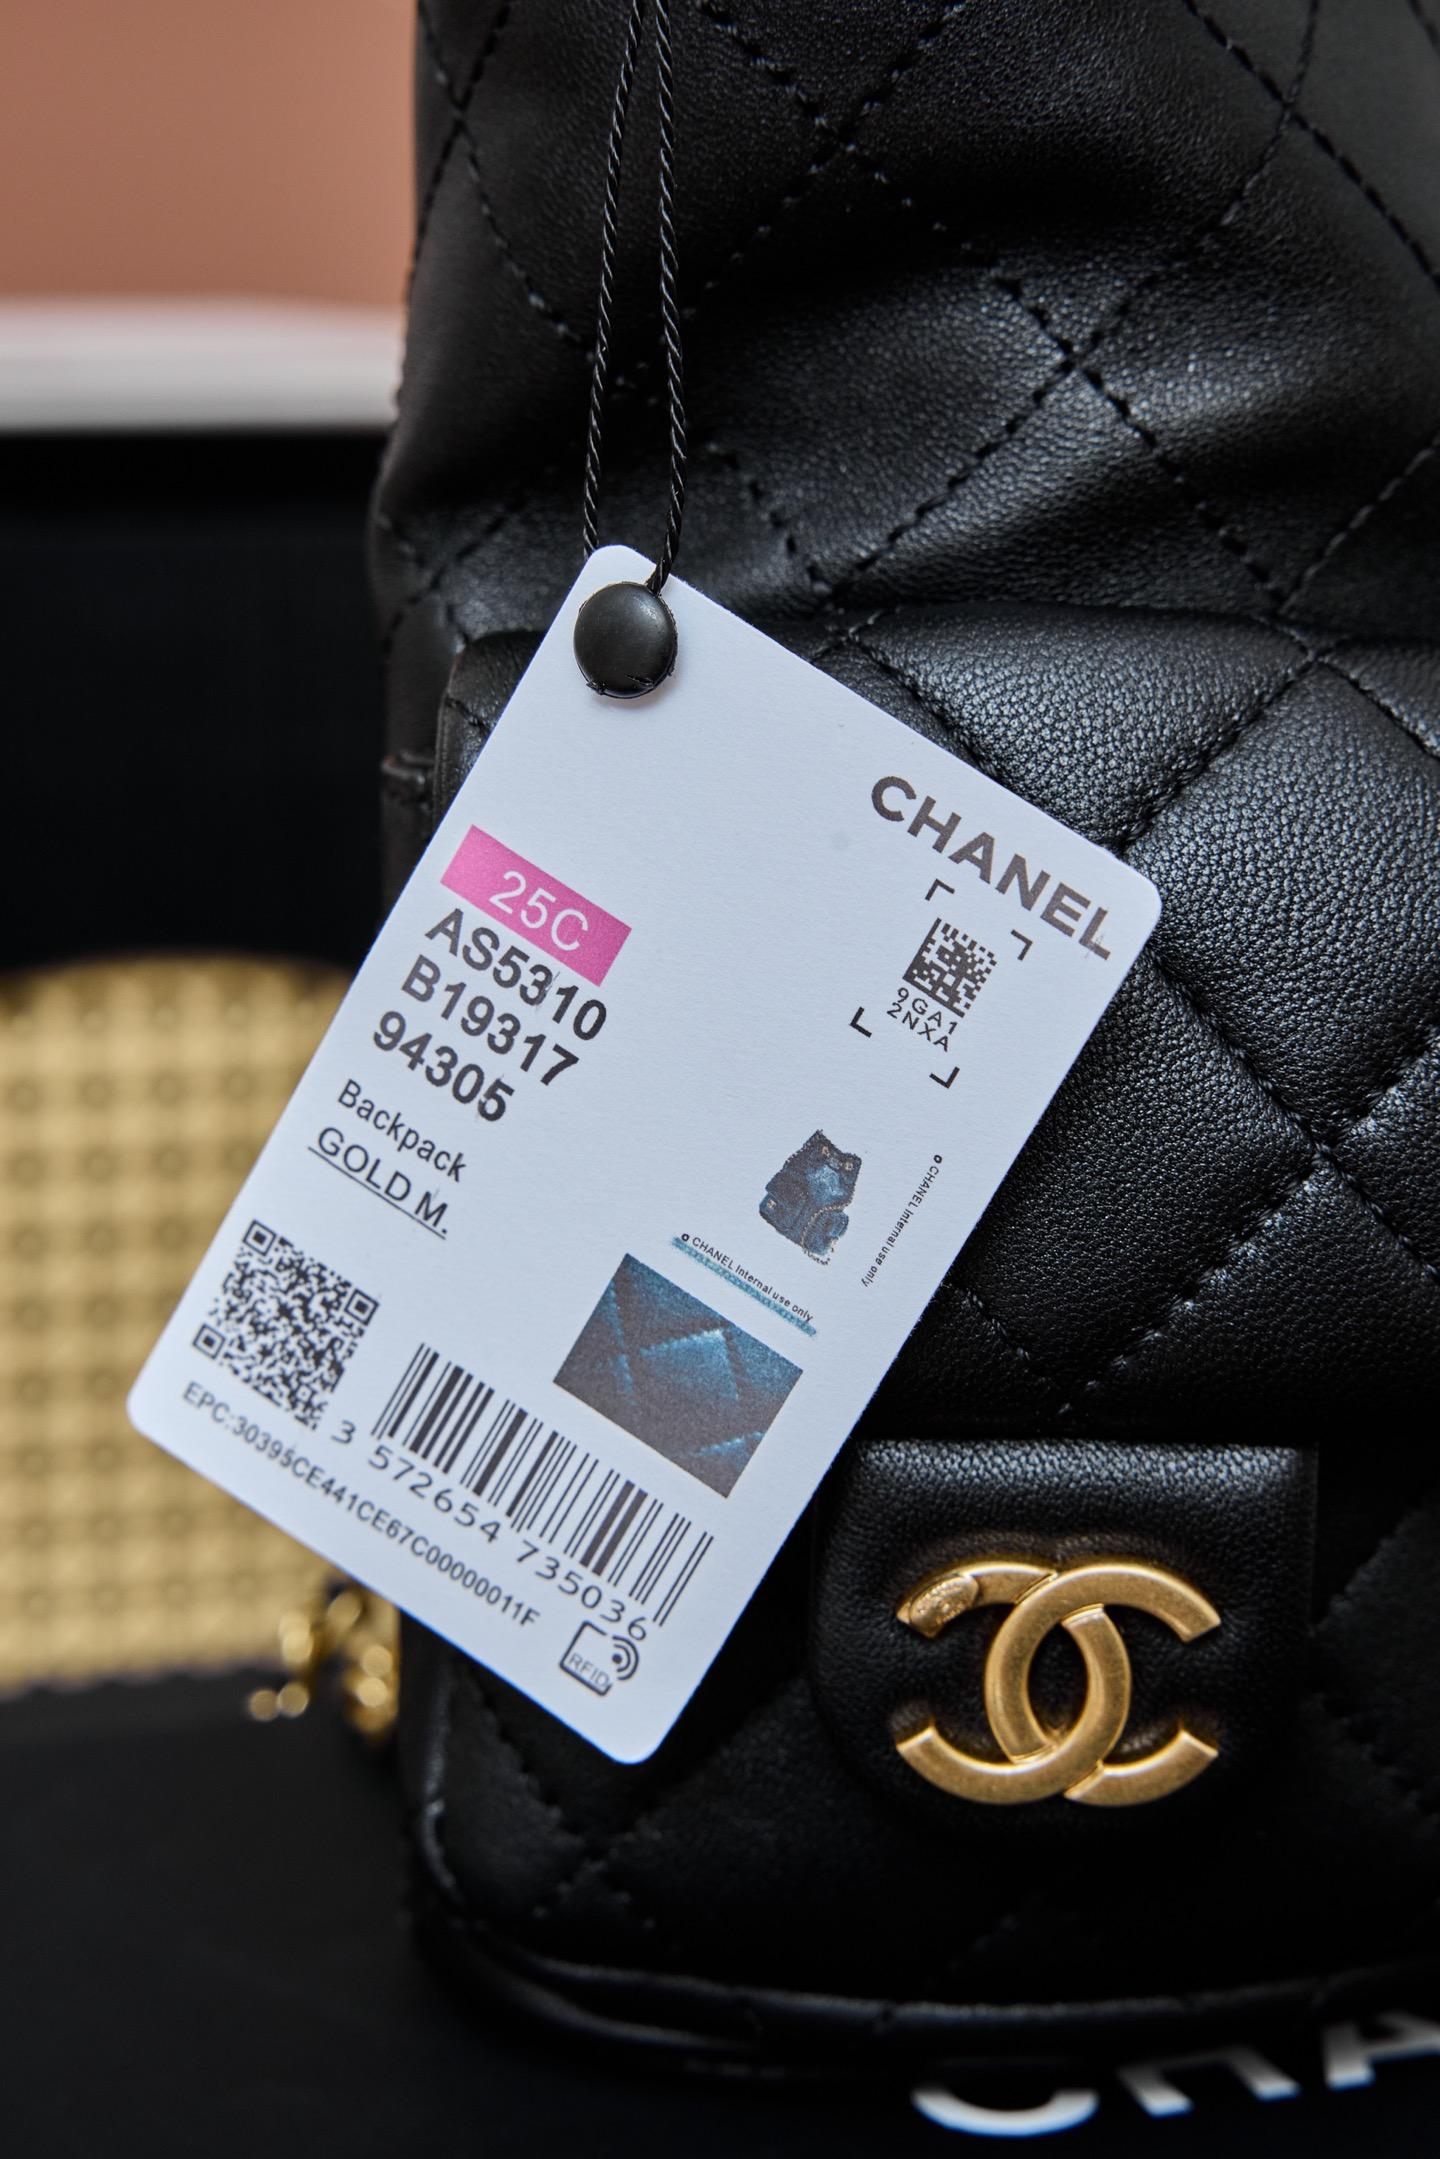 CHANEL
25C
AS5310
B19317
94305
9GA1
2NXA
Backpack
GOLD M.
CHANEL Internal use only
CHANEL Internal use only
3 572654 735036
EPC:30395CE441CE67C00000011F
RFID
CHA